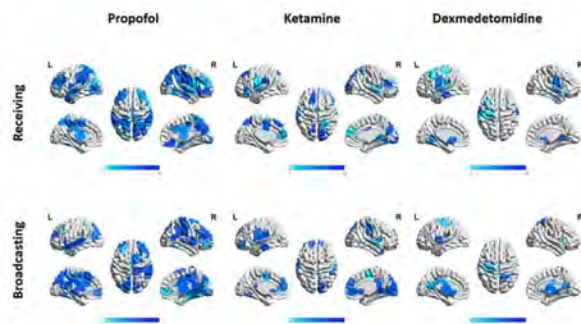 Propofol Ketamine Dexmedetomidine
L R L R L R
Receiving
L R L R L R
Broadcasting